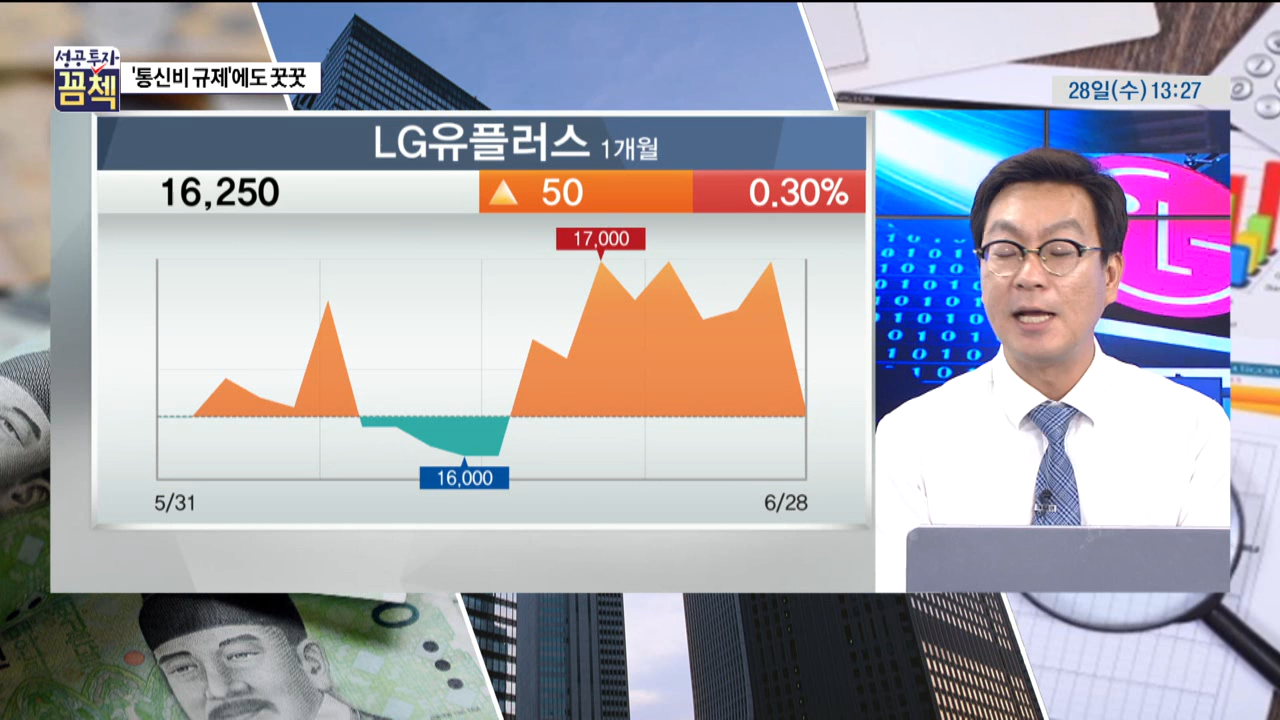 성공투자
꼼첵
'통신비 규제'에도 꿋꿋
28일(수) 13:27
LG유플러스 1개월
16,250 ▲ 50 0.30%
17,000
16,000
5/31 6/28